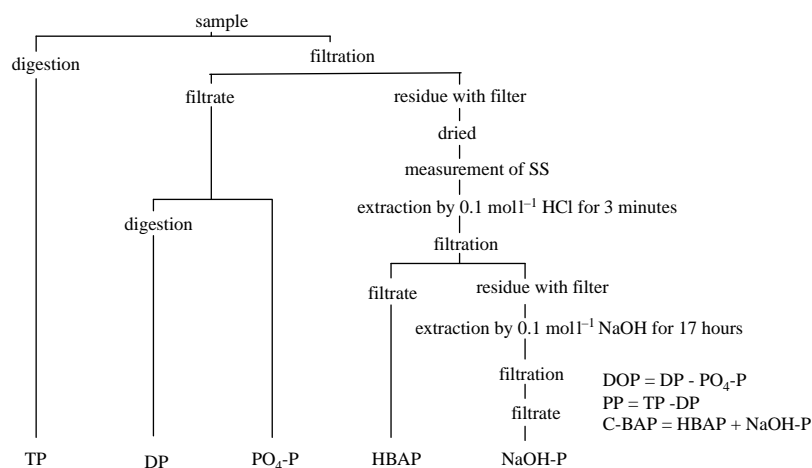 sample
digestion
filtration
filtrate
residue with filter
dried
measurement of SS
extraction by 0.1 mol l⁻¹ HCl for 3 minutes
digestion
filtration
filtrate
residue with filter
extraction by 0.1 mol l⁻¹ NaOH for 17 hours
filtration
filtrate
DOP = DP - PO₄-P
PP = TP -DP
C-BAP = HBAP + NaOH-P
TP DP PO₄-P HBAP NaOH-P